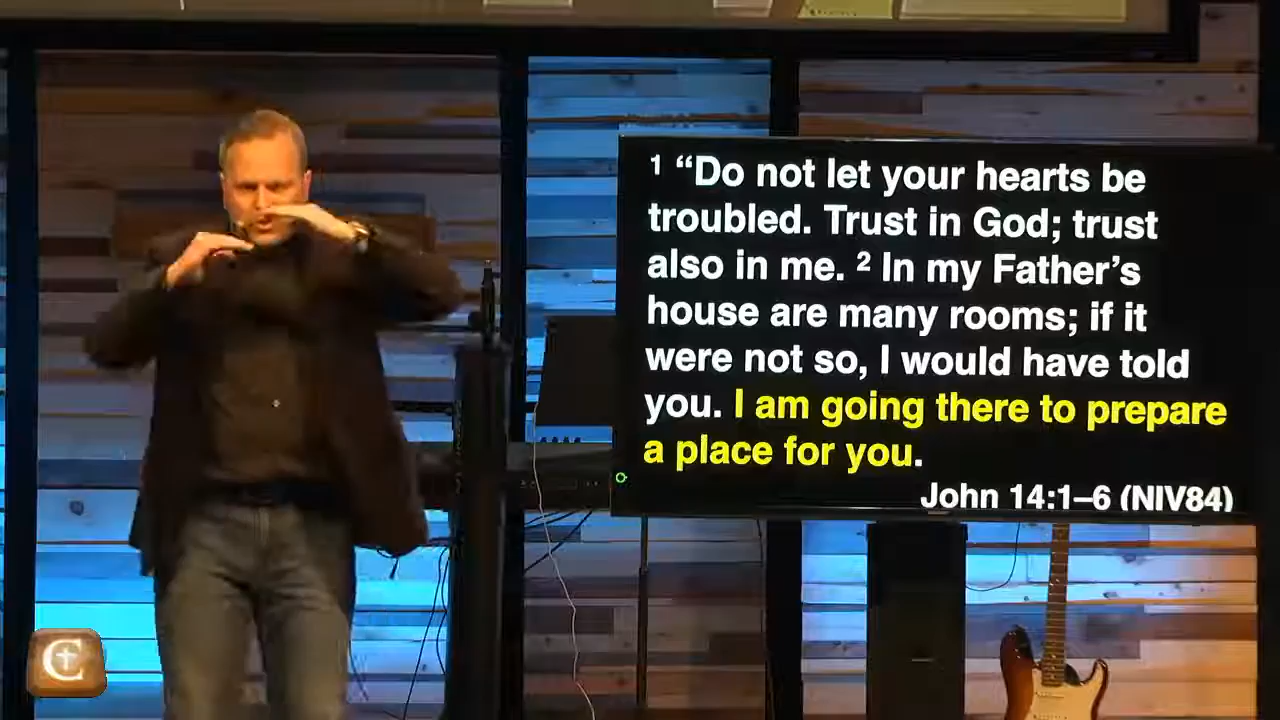 1 “Do not let your hearts be
troubled. Trust in God; trust
also in me. 2 In my Father’s
house are many rooms; if it
were not so, I would have told
you. I am going there to prepare
a place for you.
John 14:1–6 (NIV84)
C